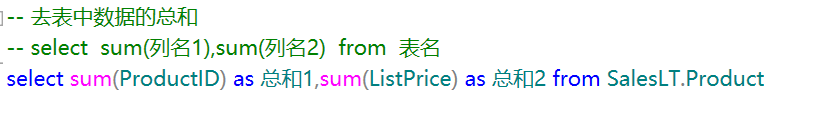 -- 去表中数据的总和
-- select  sum(列名1),sum(列名2)  from  表名
select sum(ProductID) as 总和1,sum(ListPrice) as 总和2 from SalesLT.Product